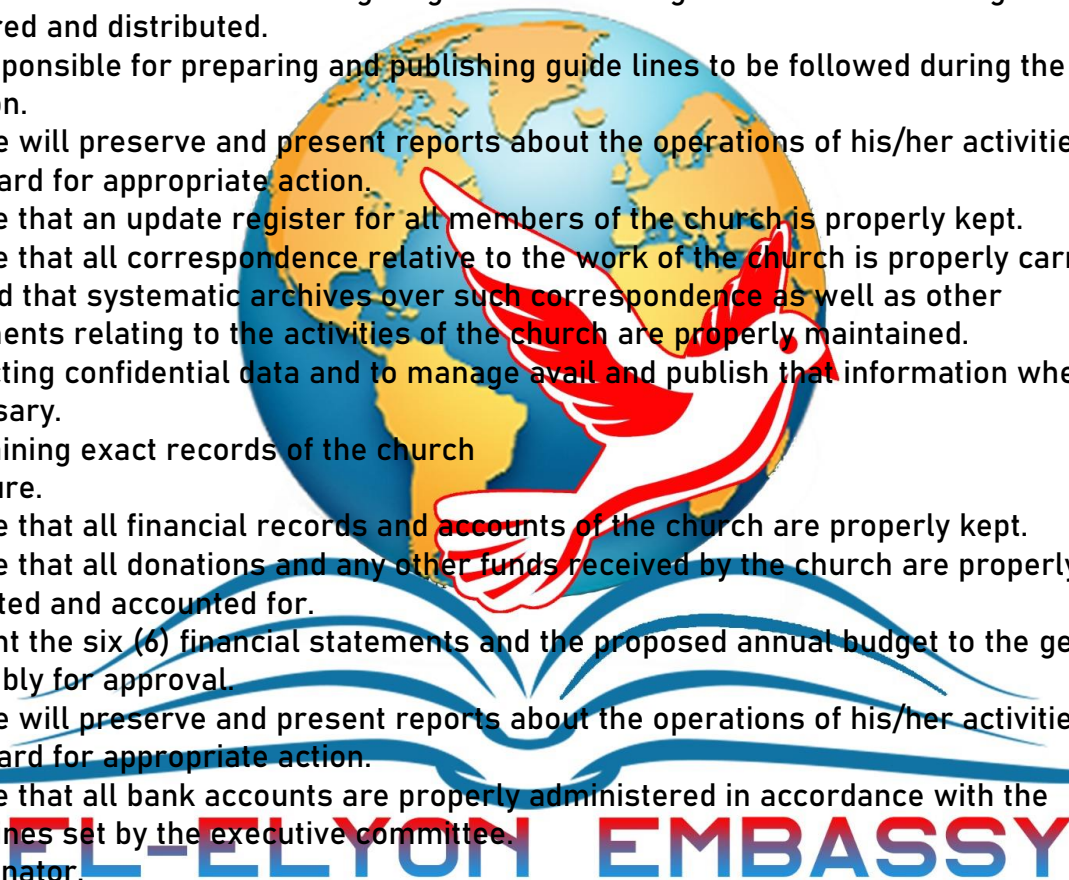 red and distributed.
ponsible for preparing and publishing guide lines to be followed during the
on.
e will preserve and present reports about the operations of his/her activitie
ard for appropriate action.
e that an update register for all members of the church is properly kept.
e that all correspondence relative to the work of the church is properly carr
d that systematic archives over such correspondence as well as other
ents relating to the activities of the church are properly maintained.
ting confidential data and to manage avail and publish that information whe
sary.
ining exact records of the church
ure.
e that all financial records and accounts of the church are properly kept.
e that all donations and any other funds received by the church are properly
ted and accounted for.
nt the six (6) financial statements and the proposed annual budget to the ge
bly for approval.
e will preserve and present reports about the operations of his/her activitie
ard for appropriate action.
e that all bank accounts are properly administered in accordance with the
nes set by the executive committee.
EL-ELYON EMBASSY
nator.